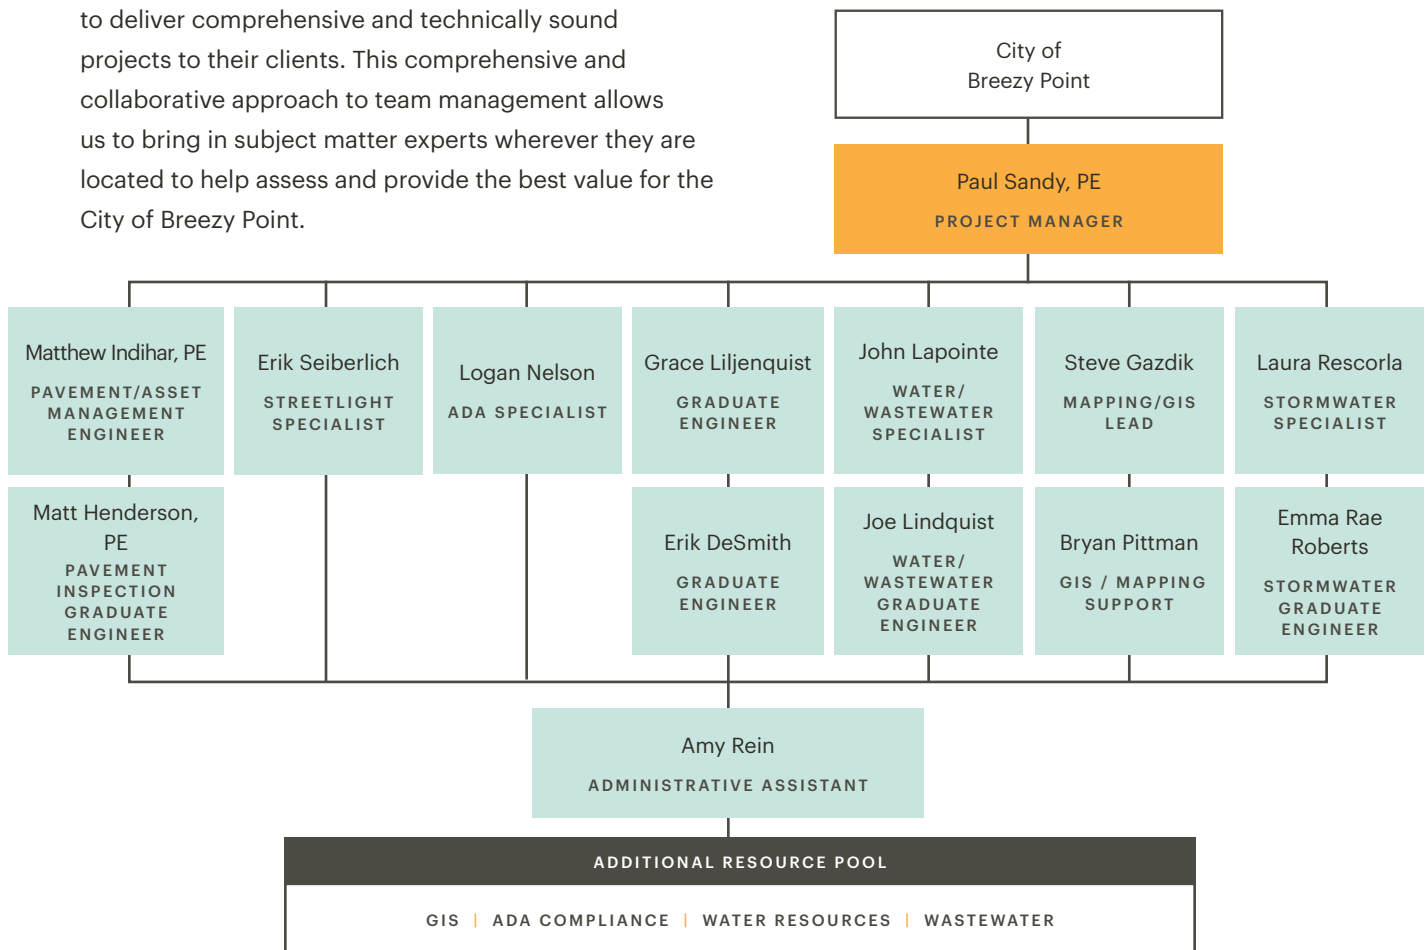 to deliver comprehensive and technically sound
projects to their clients. This comprehensive and
collaborative approach to team management allows
us to bring in subject matter experts wherever they are
located to help assess and provide the best value for the
City of Breezy Point.
City of
Breezy Point
Paul Sandy, PE
PROJECT MANAGER
Matthew Indihar, PE
PAVEMENT/ASSET
MANAGEMENT
ENGINEER
Erik Seiberlich
STREETLIGHT
SPECIALIST
Logan Nelson
ADA SPECIALIST
Grace Liljenquist
GRADUATE
ENGINEER
John Lapointe
WATER/
WASTEWATER
SPECIALIST
Steve Gazdik
MAPPING/GIS
LEAD
Laura Rescorla
STORMWATER
SPECIALIST
Matt Henderson,
PE
PAVEMENT
INSPECTION
GRADUATE
ENGINEER
Erik DeSmith
GRADUATE
ENGINEER
Joe Lindquist
WATER/
WASTEWATER
GRADUATE
ENGINEER
Bryan Pittman
GIS / MAPPING
SUPPORT
Emma Rae
Roberts
STORMWATER
GRADUATE
ENGINEER
Amy Rein
ADMINISTRATIVE ASSISTANT
ADDITIONAL RESOURCE POOL
GIS | ADA COMPLIANCE | WATER RESOURCES | WASTEWATER